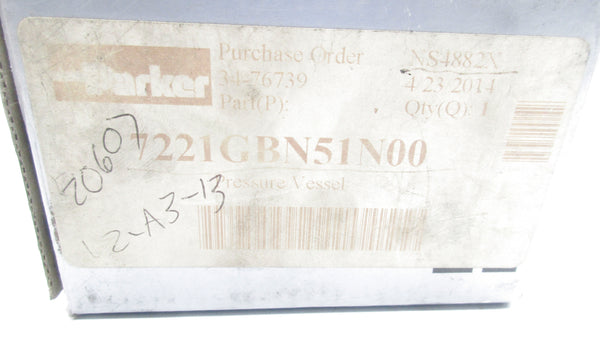 Parker
Purchase Order NS4882X
34-76739 4/23/2014
Part(P): Qty(Q): 1
7221GBN51N00
Pressure Vessel
20607
L2-A3-13